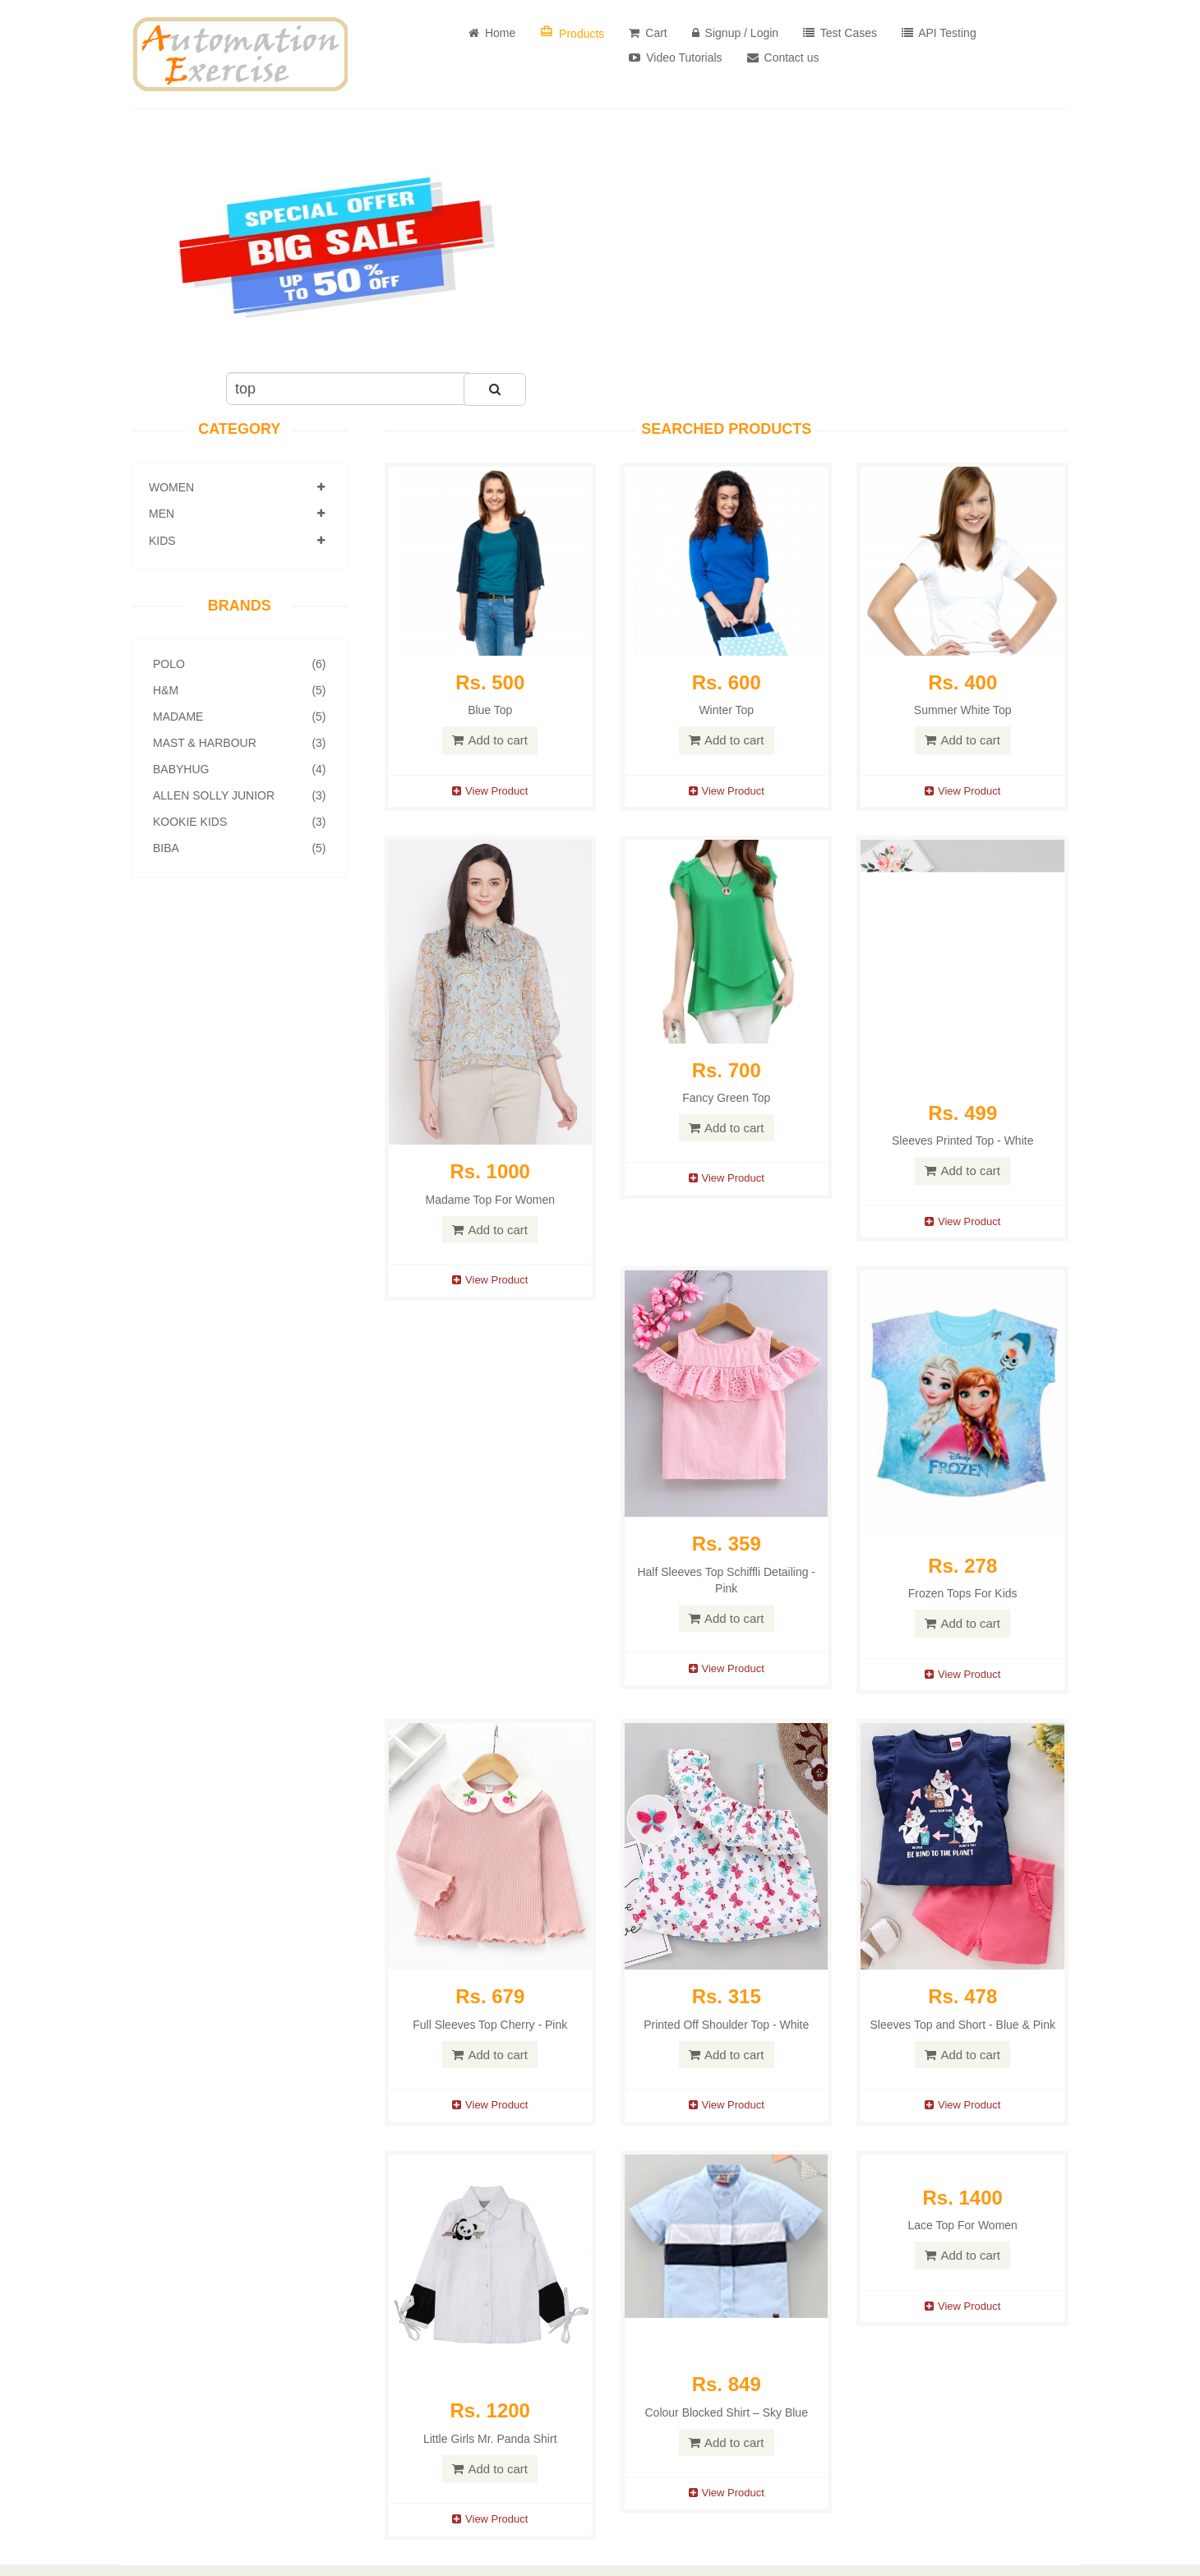 Automation
Exercise
Home
Products
Cart
Signup / Login
Test Cases
API Testing
Video Tutorials
Contact us
SPECIAL OFFER
BIG SALE
UP TO 50% OFF
top
CATEGORY
WOMEN
MEN
KIDS
BRANDS
POLO (6)
H&M (5)
MADAME (5)
MAST & HARBOUR (3)
BABYHUG (4)
ALLEN SOLLY JUNIOR (3)
KOOKIE KIDS (3)
BIBA (5)
SEARCHED PRODUCTS
Rs. 500
Blue Top
Add to cart
View Product
Rs. 600
Winter Top
Add to cart
View Product
Rs. 400
Summer White Top
Add to cart
View Product
Rs. 1000
Madame Top For Women
Add to cart
View Product
Rs. 700
Fancy Green Top
Add to cart
View Product
Rs. 499
Sleeves Printed Top - White
Add to cart
View Product
Rs. 359
Half Sleeves Top Schiffli Detailing -
Pink
Add to cart
View Product
Disney
FROZEN
Rs. 278
Frozen Tops For Kids
Add to cart
View Product
Rs. 679
Full Sleeves Top Cherry - Pink
Add to cart
View Product
Rs. 315
Printed Off Shoulder Top - White
Add to cart
View Product
BE KIND TO THE PLANET
Rs. 478
Sleeves Top and Short - Blue & Pink
Add to cart
View Product
Rs. 1200
Little Girls Mr. Panda Shirt
Add to cart
View Product
Rs. 849
Colour Blocked Shirt – Sky Blue
Add to cart
View Product
Rs. 1400
Lace Top For Women
Add to cart
View Product